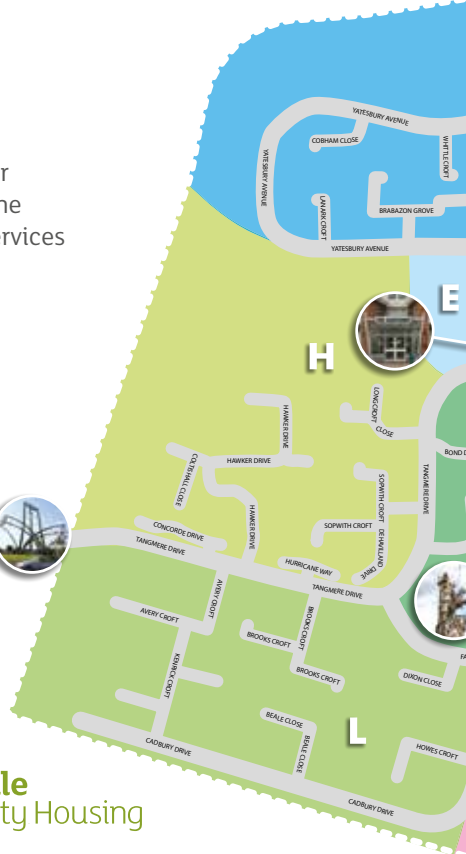 r
ne
ervices
YATESBURY AVENUE
COBHAM CLOSE
WHITTLE CROFT
YATESBURY AVENUE
LANARK CROFT
BRABAZON GROVE
YATESBURY AVENUE
E
H
LONGCROFT
CLOSE
HAWKER DRIVE
BOND D
COLTISHALL CLOSE
HAWKER DRIVE
TANGMERE DRIVE
SOPWITH CROFT
HAWKER DRIVE
CONCORDE DRIVE
SOPWITH CROFT
DE HAVILLAND
DRIVE
TANGMERE DRIVE
HURRICANE WAY
TANGMERE DRIVE
AVERY CROFT
AVERY CROFT
BROOKS CROFT
BROOKS CROFT
FA
KENRICK CROFT
BROOKS CROFT
DIXON CLOSE
BEALE CLOSE
L
BEALE CLOSE
HOWES CROFT
CADBURY DRIVE
CADBURY DRIVE
le
ty Housing